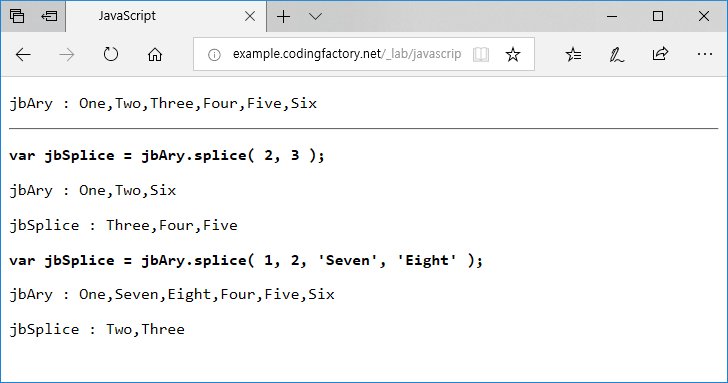 JavaScript
example.codingfactory.net/_lab/javascrip
jbAry : One,Two,Three,Four,Five,Six
var jbSplice = jbAry.splice( 2, 3 );
jbAry : One,Two,Six
jbSplice : Three,Four,Five
var jbSplice = jbAry.splice( 1, 2, 'Seven', 'Eight' );
jbAry : One,Seven,Eight,Four,Five,Six
jbSplice : Two,Three